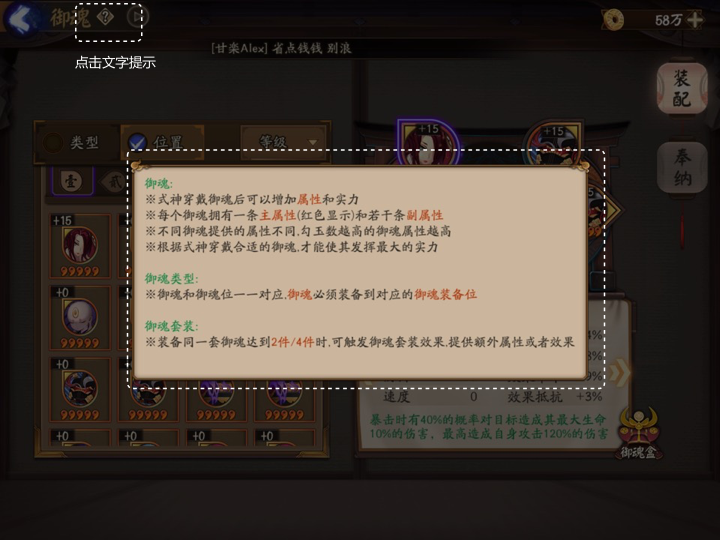 御魂
58万
点击文字提示
[甘栾Alex] 省点钱钱 别浪
装配
类型
位置
等级
+15
+15
奉纳
壹
贰
御魂:
※式神穿戴御魂后可以增加属性和实力
※每个御魂拥有一条主属性(红色显示)和若干条副属性
※不同御魂提供的属性不同,勾玉数越高的御魂属性越高
※根据式神穿戴合适的御魂,才能使其发挥最大的实力
御魂类型:
※御魂和御魂位一一对应,御魂必须装备到对应的御魂装备位
御魂套装:
※装备同一套御魂达到2件/4件时,可触发御魂套装效果,提供额外属性或者效果
+15
99999
+0
99999
+0
99999 99999 99999 99999
+0 +0 +0 +0
4%
8%
9%
速度 0 效果抵抗 +3%
暴击时有40%的概率对目标造成其最大生命
10%的伤害，最高造成自身攻击120%的伤害
御魂盒